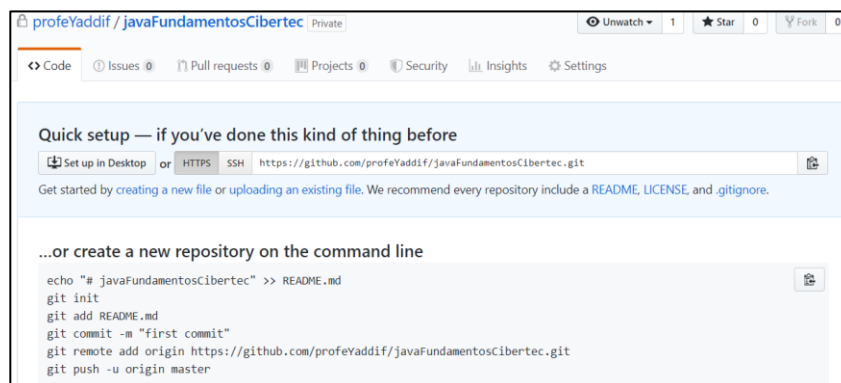 profeYaddif / javaFundamentosCibertec Private Unwatch 1 Star 0 Fork 0
Code Issues 0 Pull requests 0 Projects 0 Security Insights Settings
Quick setup — if you've done this kind of thing before
Set up in Desktop or HTTPS SSH https://github.com/profeYaddif/javaFundamentosCibertec.git
Get started by creating a new file or uploading an existing file. We recommend every repository include a README, LICENSE, and .gitignore.
...or create a new repository on the command line
echo "# javaFundamentosCibertec" >> README.md
git init
git add README.md
git commit -m "first commit"
git remote add origin https://github.com/profeYaddif/javaFundamentosCibertec.git
git push -u origin master